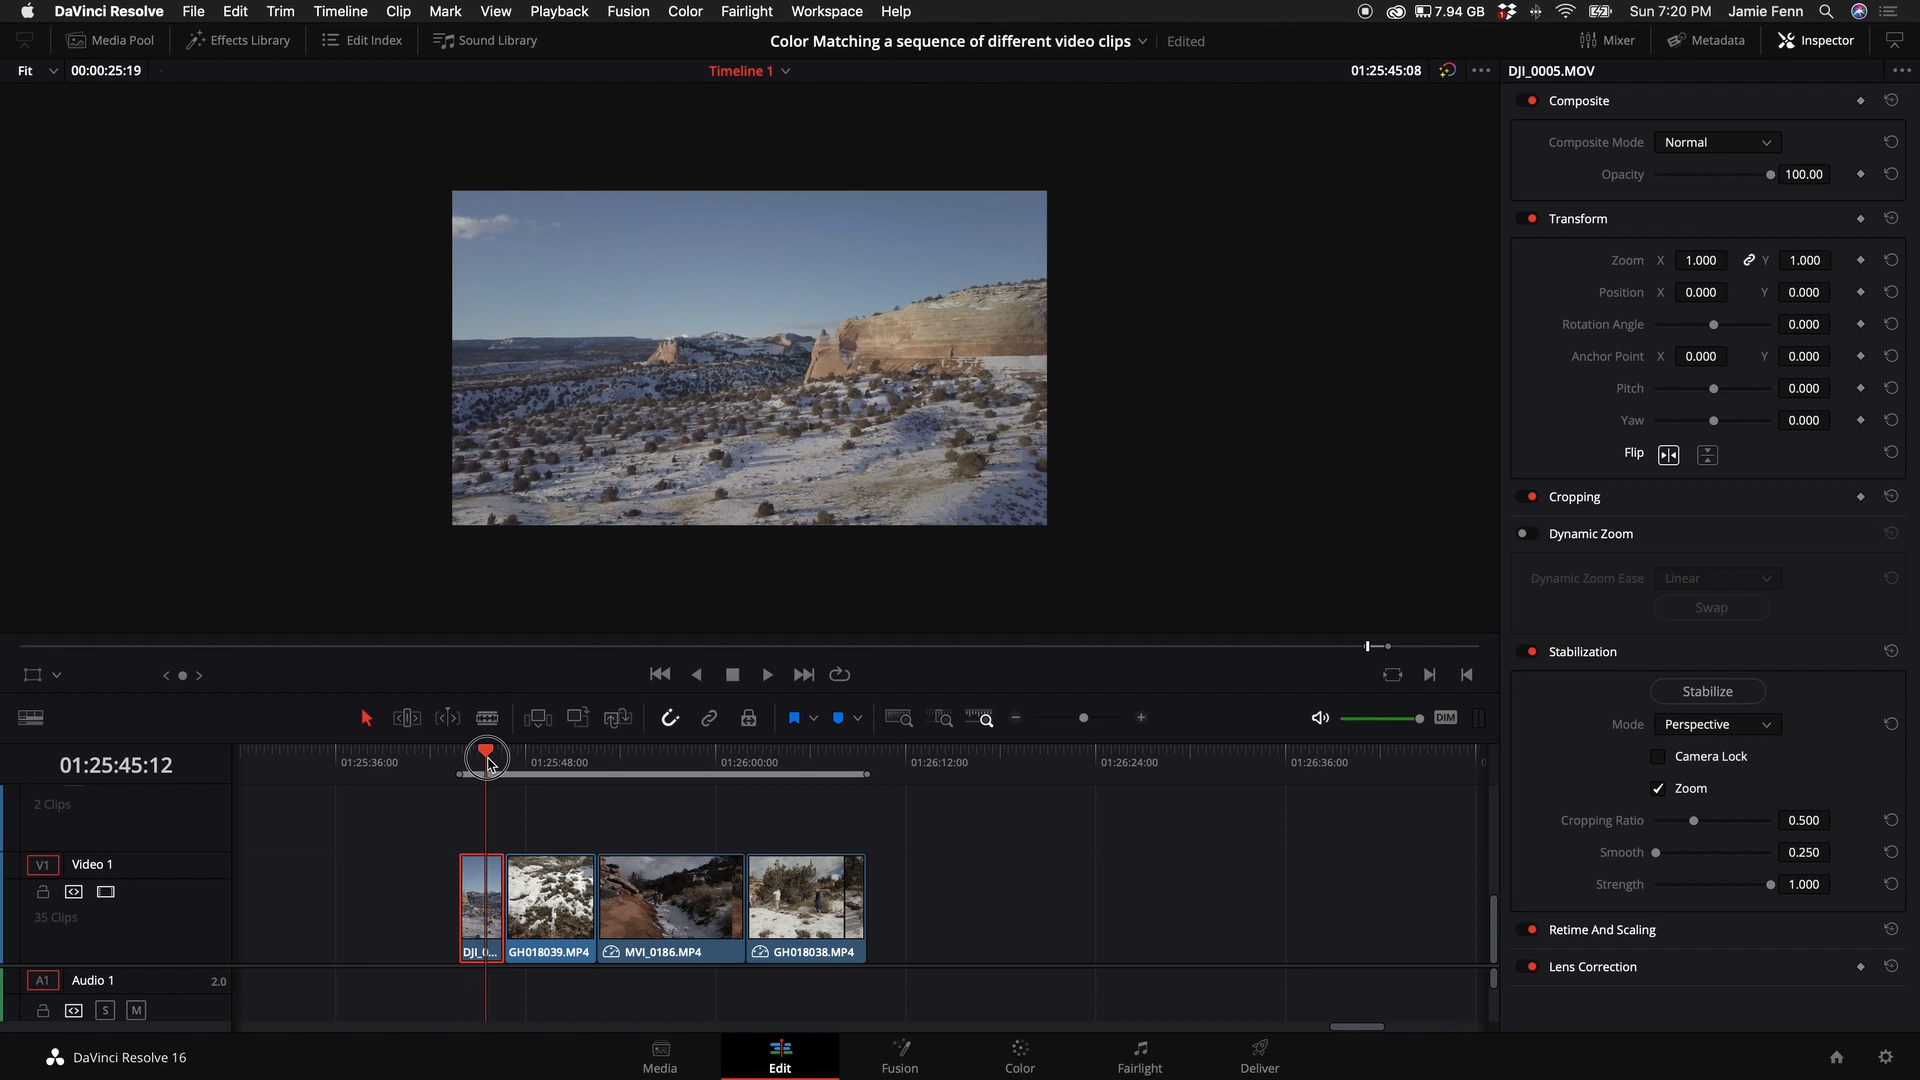 DaVinci Resolve File Edit Trim Timeline Clip Mark View Playback Fusion Color Fairlight Workspace Help 7.94 GB 1 Sun 7:20 PM Jamie Fenn
Media Pool Effects Library Edit Index Sound Library Color Matching a sequence of different video clips Edited Mixer Metadata Inspector
Fit 00:00:25:19 Timeline 1 01:25:45:08 DJI_0005.MOV
Composite
Composite Mode Normal
Opacity 100.00
Transform
Zoom X 1.000 Y 1.000
Position X 0.000 Y 0.000
Rotation Angle 0.000
Anchor Point X 0.000 Y 0.000
Pitch 0.000
Yaw 0.000
Flip
Cropping
Dynamic Zoom
Dynamic Zoom Ease Linear
Swap
Stabilization
Stabilize
Mode Perspective
Camera Lock
Zoom
Cropping Ratio 0.500
Smooth 0.250
Strength 1.000
Retime And Scaling
Lens Correction
DIM
01:25:45:12 01:25:36:00 01:25:48:00 01:26:00:00 01:26:12:00 01:26:24:00 01:26:36:00
2 Clips
V1 Video 1
35 Clips
DJI_0... GH018039.MP4 MVI_0186.MP4 GH018038.MP4
A1 Audio 1 2.0
S M
DaVinci Resolve 16 Media Edit Fusion Color Fairlight Deliver